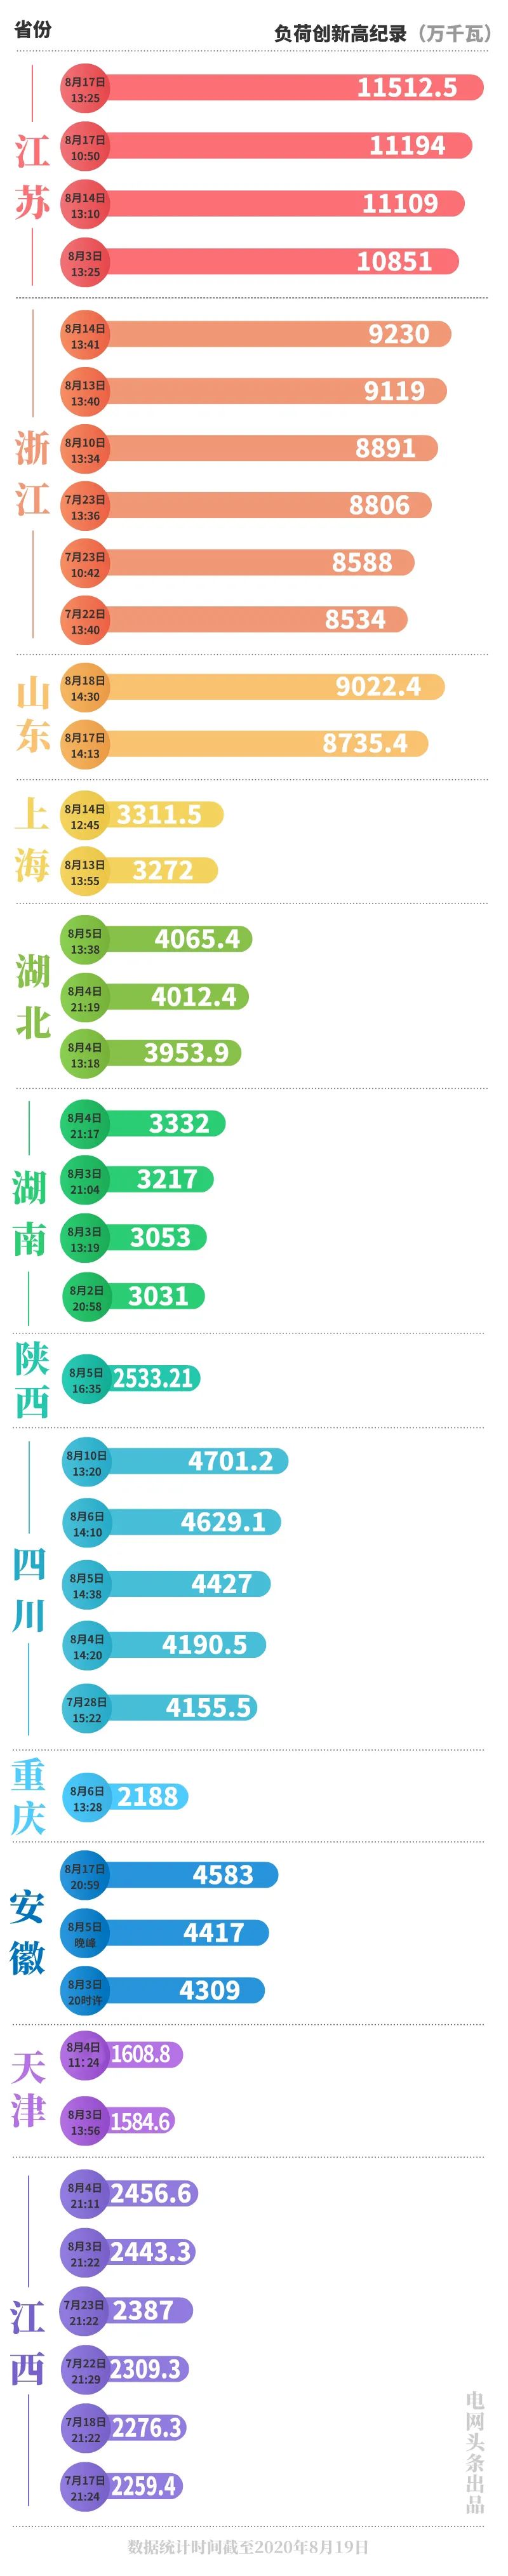 省份
负荷创新高纪录（万千瓦）
江苏
8月17日
13:25
11512.5
8月17日
10:50
11194
8月14日
13:10
11109
8月3日
13:25
10851
浙江
8月14日
13:41
9230
8月13日
13:40
9119
8月10日
13:34
8891
7月23日
13:36
8806
7月23日
10:42
8588
7月22日
13:40
8534
山东
8月18日
14:30
9022.4
8月17日
14:13
8735.4
上海
8月14日
12:45
3311.5
8月13日
13:55
3272
湖北
8月5日
13:38
4065.4
8月4日
21:19
4012.4
8月4日
13:18
3953.9
湖南
8月4日
21:17
3332
8月3日
21:04
3217
8月3日
13:19
3053
8月2日
20:58
3031
陕西
8月5日
16:35
2533.21
四川
8月10日
13:20
4701.2
8月6日
14:10
4629.1
8月5日
14:38
4427
8月4日
14:20
4190.5
7月28日
15:22
4155.5
重庆
8月6日
13:28
2188
安徽
8月17日
20:59
4583
8月5日
晚峰
4417
8月3日
20时许
4309
天津
8月4日
11:24
1608.8
8月3日
13:56
1584.6
江西
8月4日
21:11
2456.6
8月3日
21:22
2443.3
7月23日
21:22
2387
7月22日
21:29
2309.3
7月18日
21:22
2276.3
7月17日
21:24
2259.4
电网头条出品
数据统计时间截至2020年8月19日